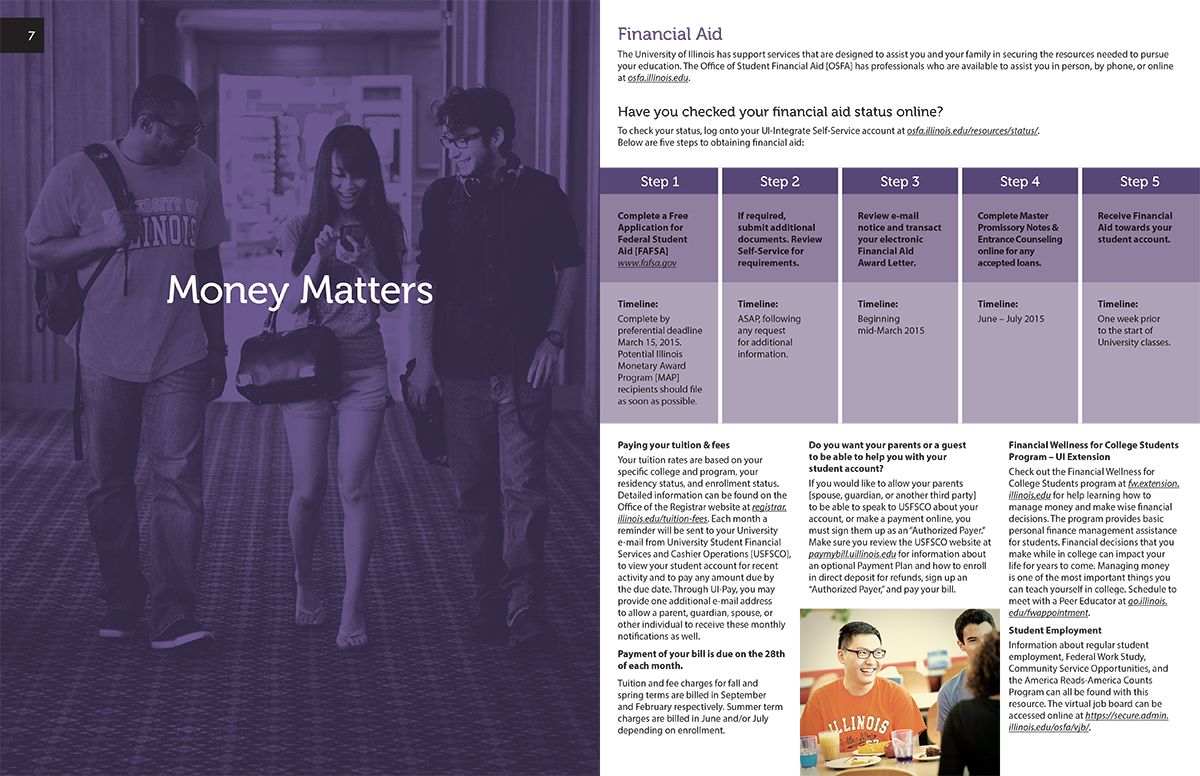 7
VERSITY OF
ILLINOIS
Money Matters
Financial Aid
The University of Illinois has support services that are designed to assist you and your family in securing the resources needed to pursue
your education. The Office of Student Financial Aid [OSFA] has professionals who are available to assist you in person, by phone, or online
at osfa.illinois.edu.
Have you checked your financial aid status online?
To check your status, log onto your UI-Integrate Self-Service account at osfa.illinois.edu/resources/status/.
Below are five steps to obtaining financial aid:
Step 1
Complete a Free
Application for
Federal Student
Aid [FAFSA]
www.fafsa.gov
Timeline:
Complete by
preferential deadline
March 15, 2015.
Potential Illinois
Monetary Award
Program [MAP]
recipients should file
as soon as possible.
Step 2
If required,
submit additional
documents. Review
Self-Service for
requirements.
Timeline:
ASAP, following
any request
for additional
information.
Step 3
Review e-mail
notice and transact
your electronic
Financial Aid
Award Letter.
Timeline:
Beginning
mid-March 2015
Step 4
Complete Master
Promissory Notes &
Entrance Counseling
online for any
accepted loans.
Timeline:
June – July 2015
Step 5
Receive Financial
Aid towards your
student account.
Timeline:
One week prior
to the start of
University classes.
Paying your tuition & fees
Your tuition rates are based on your
specific college and program, your
residency status, and enrollment status.
Detailed information can be found on the
Office of the Registrar website at registrar.
illinois.edu/tuition-fees. Each month a
reminder will be sent to your University
e-mail from University Student Financial
Services and Cashier Operations [USFSCO],
to view your student account for recent
activity and to pay any amount due by
the due date. Through UI-Pay, you may
provide one additional e-mail address
to allow a parent, guardian, spouse, or
other individual to receive these monthly
notifications as well.
Payment of your bill is due on the 28th
of each month.
Tuition and fee charges for fall and
spring terms are billed in September
and February respectively. Summer term
charges are billed in June and/or July
depending on enrollment.
Do you want your parents or a guest
to be able to help you with your
student account?
If you would like to allow your parents
[spouse, guardian, or another third party]
to be able to speak to USFSCO about your
account, or make a payment online, you
must sign them up as an “Authorized Payer.”
Make sure you review the USFSCO website at
paymybill.uillinois.edu for information about
an optional Payment Plan and how to enroll
in direct deposit for refunds, sign up an
“Authorized Payer,” and pay your bill.
ILLINOIS
Financial Wellness for College Students
Program – UI Extension
Check out the Financial Wellness for
College Students program at fw.extension.
illinois.edu for help learning how to
manage money and make wise financial
decisions. The program provides basic
personal finance management assistance
for students. Financial decisions that you
make while in college can impact your
life for years to come. Managing money
is one of the most important things you
can teach yourself in college. Schedule to
meet with a Peer Educator at go.illinois.
edu/fwappointment.
Student Employment
Information about regular student
employment, Federal Work Study,
Community Service Opportunities, and
the America Reads-America Counts
Program can all be found with this
resource. The virtual job board can be
accessed online at https://secure.admin.
illinois.edu/osfa/vjb/.